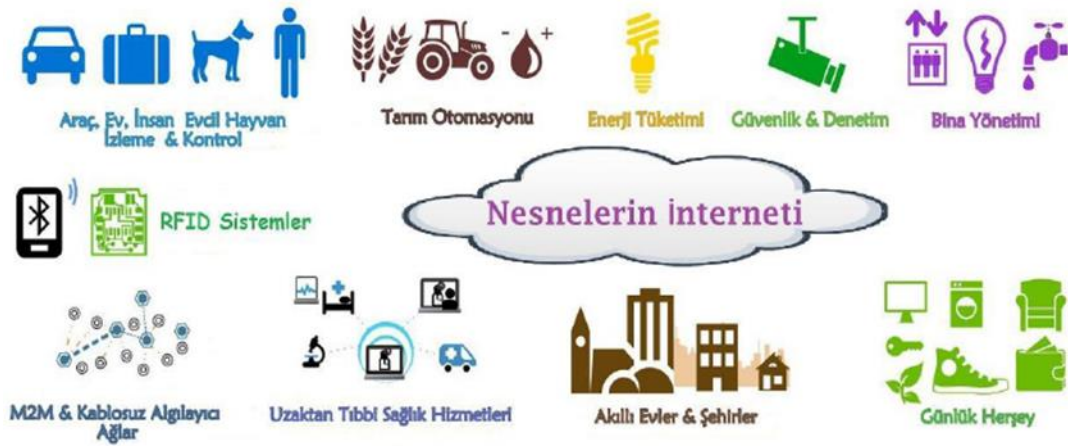 Araç, Ev, İnsan Evcil Hayvan
İzleme & Kontrol
Tarım Otomasyonu
Enerji Tüketimi
Güvenlik & Denetim
Bina Yönetimi
RFID Sistemler
Nesnelerin İnterneti
M2M & Kablosuz Algılayıcı
Ağlar
Uzaktan Tıbbi Sağlık Hizmetleri
Akıllı Evler & Şehirler
Günlük Herşey